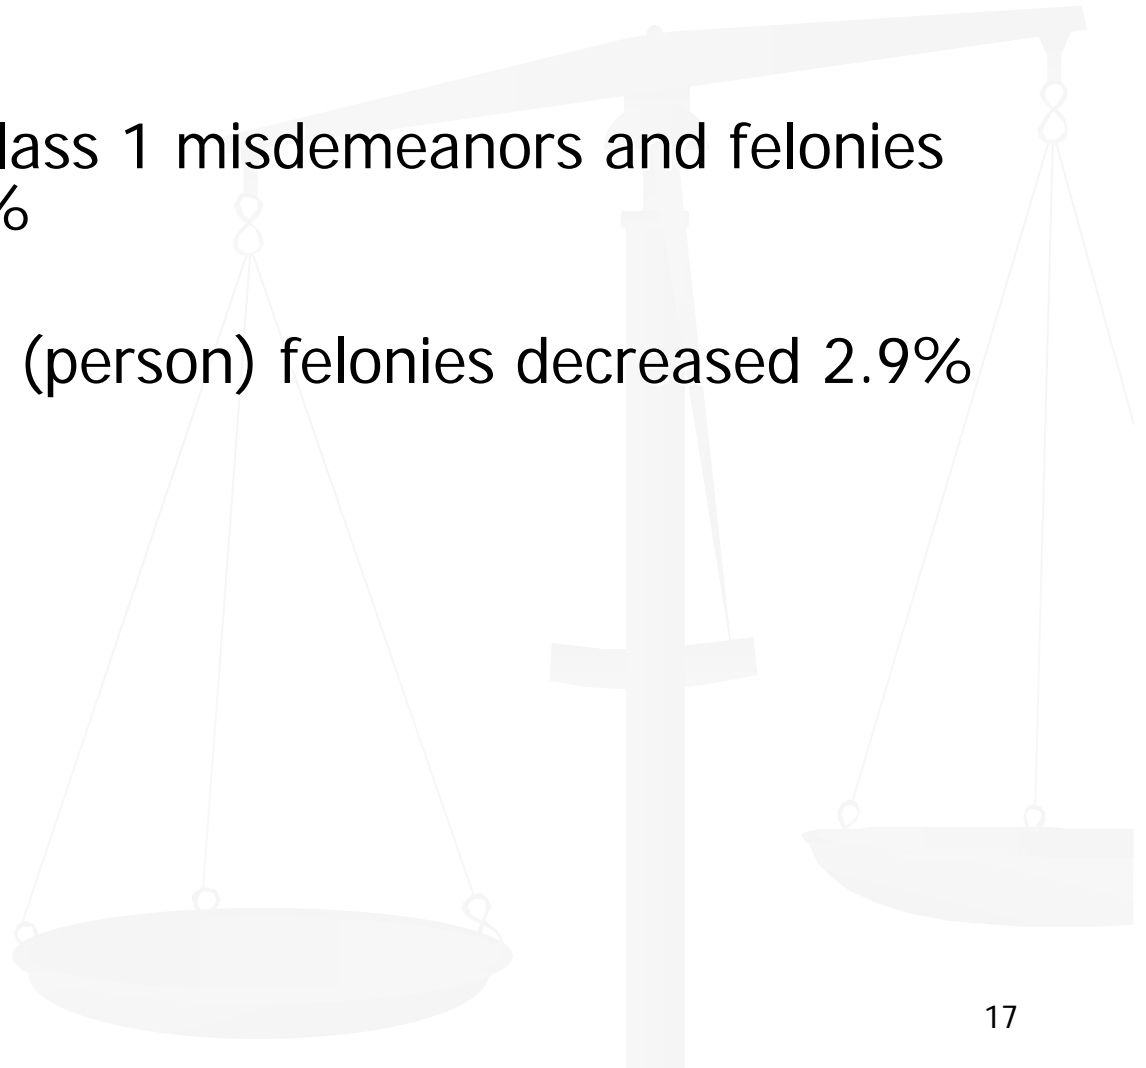 lass 1 misdemeanors and felonies
%
(person) felonies decreased 2.9%
17